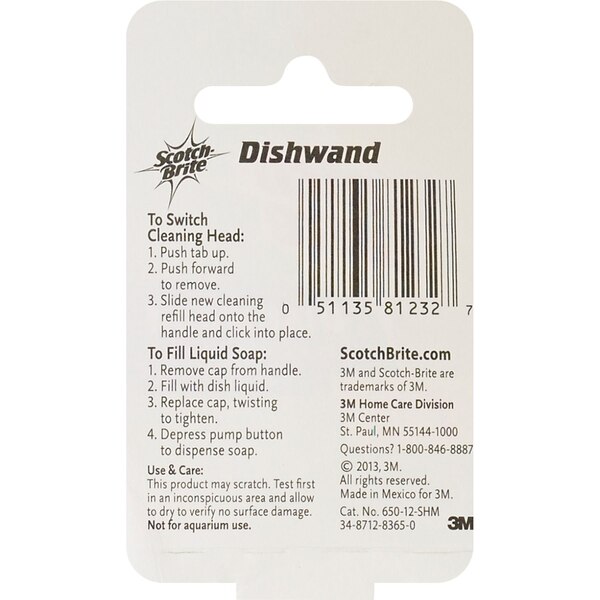 Scotch-
Brite
Dishwand
To Switch
Cleaning Head:
1. Push tab up.
2. Push forward
to remove.
3. Slide new cleaning
refill head onto the
handle and click into place.
0 51135 81232 7
To Fill Liquid Soap:
1. Remove cap from handle.
2. Fill with dish liquid.
3. Replace cap, twisting
to tighten.
4. Depress pump button
to dispense soap.
Use & Care:
This product may scratch. Test first
in an inconspicuous area and allow
to dry to verify no surface damage.
Not for aquarium use.
ScotchBrite.com
3M and Scotch-Brite are
trademarks of 3M.
3M Home Care Division
3M Center
St. Paul, MN 55144-1000
Questions? 1-800-846-8887
© 2013, 3M.
All rights reserved.
Made in Mexico for 3M.
Cat. No. 650-12-SHM
34-8712-8365-0
3M